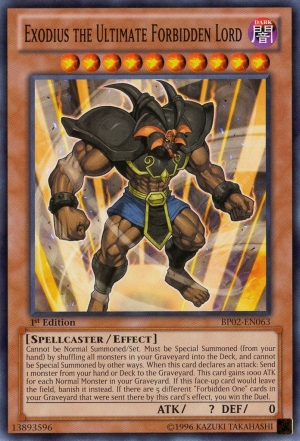 EXODIUS THE ULTIMATE FORBIDDEN LORD
DARK
闇
1st Edition
BP02-EN063
[SPELLCASTER / EFFECT]
Cannot be Normal Summoned/Set. Must be Special Summoned (from your
hand) by shuffling all monsters in your Graveyard into the Deck, and cannot
be Special Summoned by other ways. When this card declares an attack: Send
1 monster from your hand or Deck to the Graveyard. This card gains 1000 ATK
for each Normal Monster in your Graveyard. If this face-up card would leave
the field, banish it instead. If there are 5 different "Forbidden One" cards in
your Graveyard that were sent there by this card's effect, you win the Duel.
ATK/ ? DEF/ 0
13893596
©1996 KAZUKI TAKAHASHI